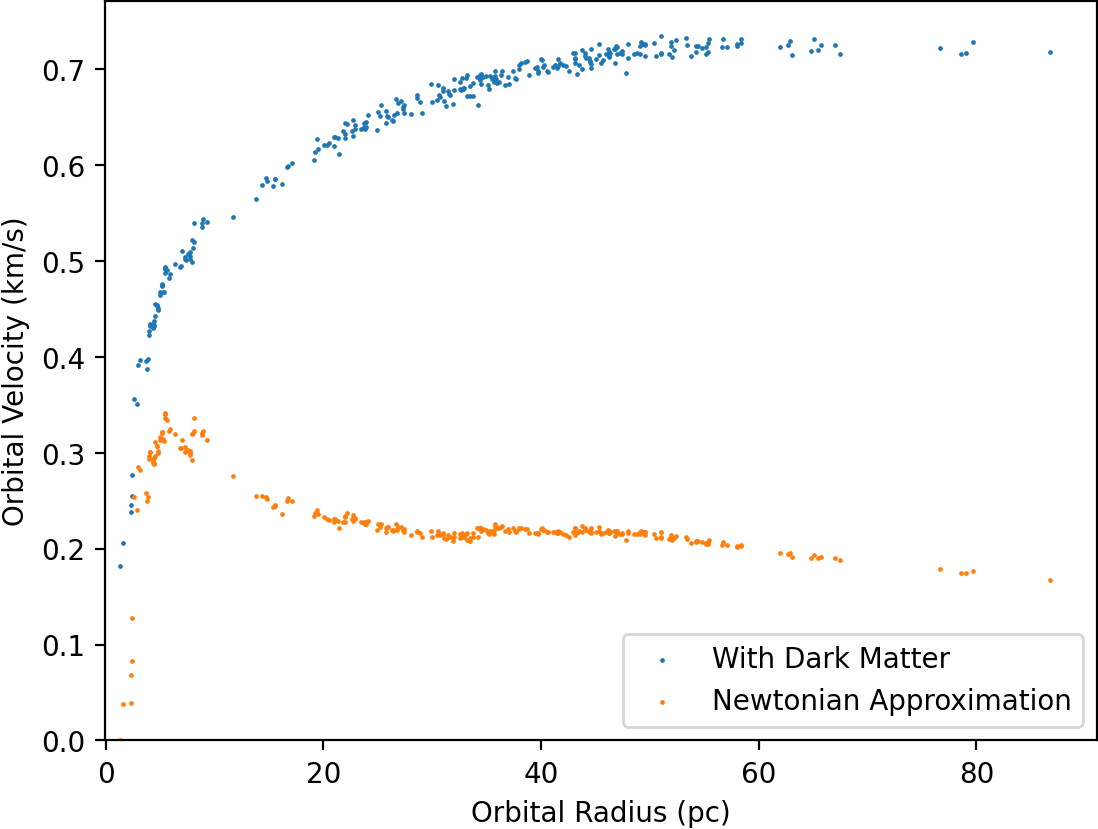 0.7
0.6
0.5
0.4
0.3
0.2
0.1
0.0
Orbital Velocity (km/s)
With Dark Matter
Newtonian Approximation
0 20 40 60 80
Orbital Radius (pc)